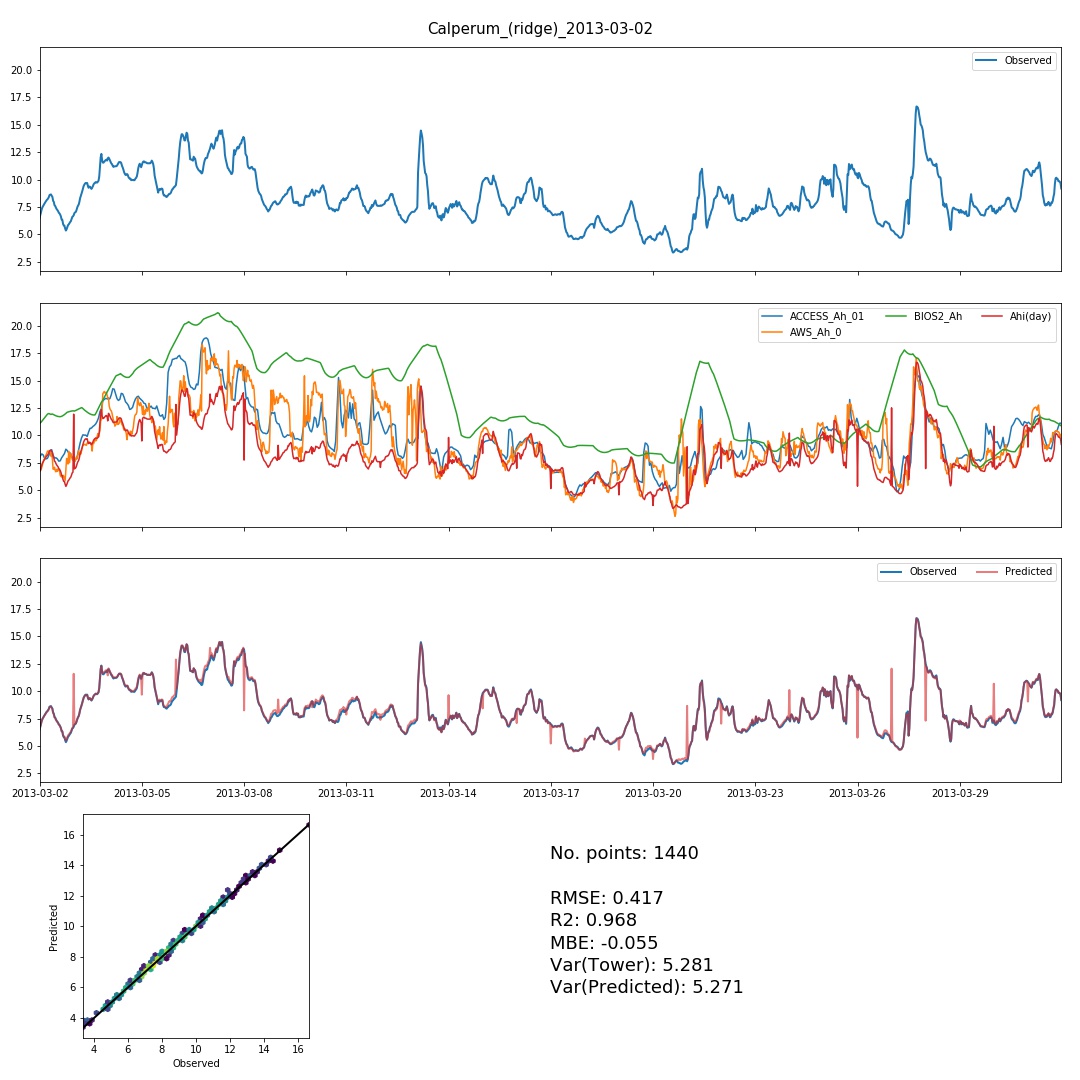 Calperum_(ridge)_2013-03-02
Observed
20.0
17.5
15.0
12.5
10.0
7.5
5.0
2.5
ACCESS_Ah_01 BIOS2_Ah Ahi(day)
AWS_Ah_0
20.0
17.5
15.0
12.5
10.0
7.5
5.0
2.5
Observed Predicted
20.0
17.5
15.0
12.5
10.0
7.5
5.0
2.5
2013-03-02 2013-03-05 2013-03-08 2013-03-11 2013-03-14 2013-03-17 2013-03-20 2013-03-23 2013-03-26 2013-03-29
16
14
12
10
8
6
4
Predicted
4 6 8 10 12 14 16
Observed
No. points: 1440
RMSE: 0.417
R2: 0.968
MBE: -0.055
Var(Tower): 5.281
Var(Predicted): 5.271